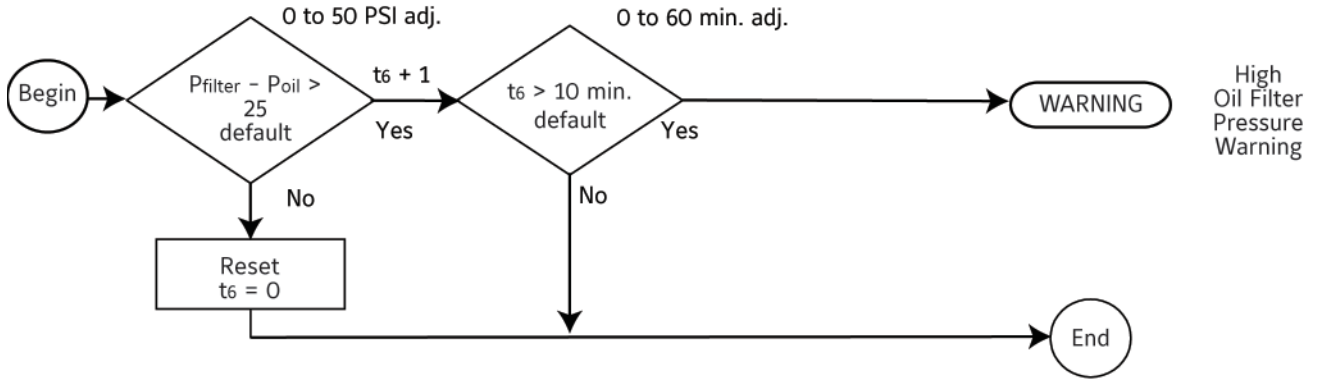 0 to 50 PSI adj.
0 to 60 min. adj.
Begin
Pfilter - Poil >
25
default
t6 + 1
Yes
t6 > 10 min.
default
Yes
WARNING
High
Oil Filter
Pressure
Warning
No
No
Reset
t6 = 0
End